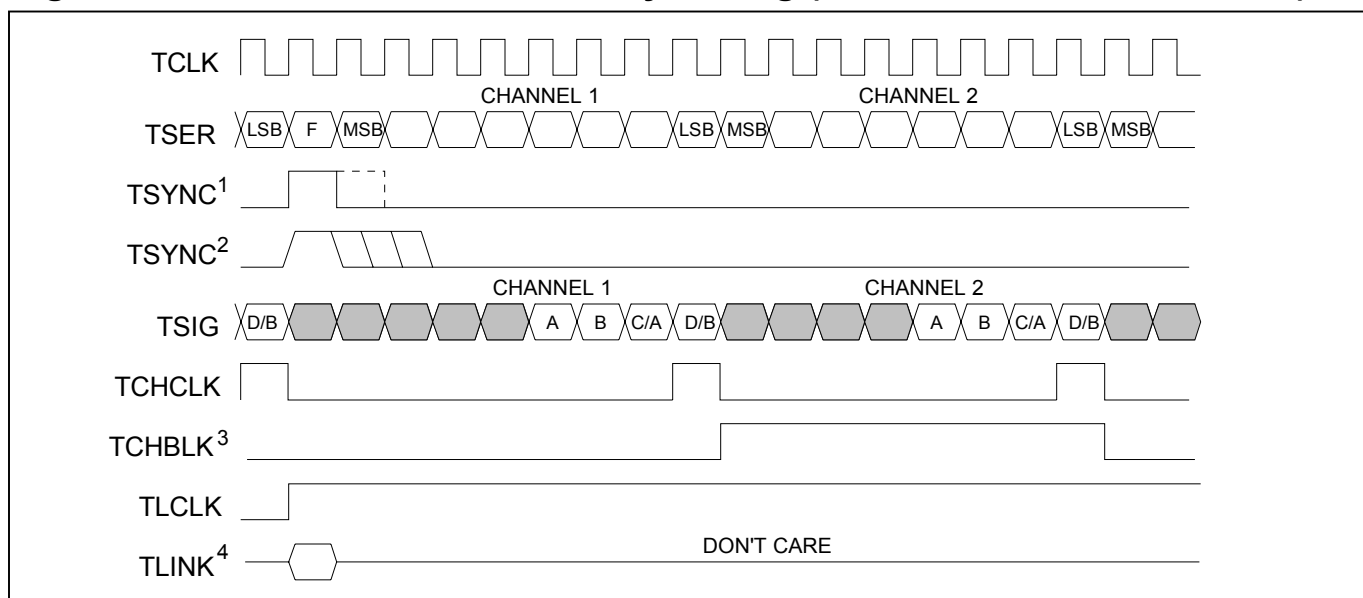 TCLK
CHANNEL 1 CHANNEL 2
TSER LSB F MSB LSB MSB LSB MSB
TSYNC1
TSYNC2
CHANNEL 1 CHANNEL 2
TSIG D/B A B C/A D/B A B C/A D/B
TCHCLK
TCHBLK3
TLCLK
DON'T CARE
TLINK4